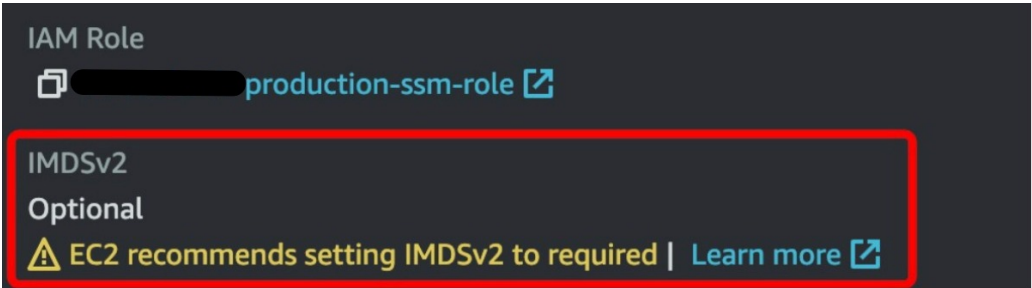 IAM Role
production-ssm-role
IMDSv2
Optional
EC2 recommends setting IMDSv2 to required | Learn more